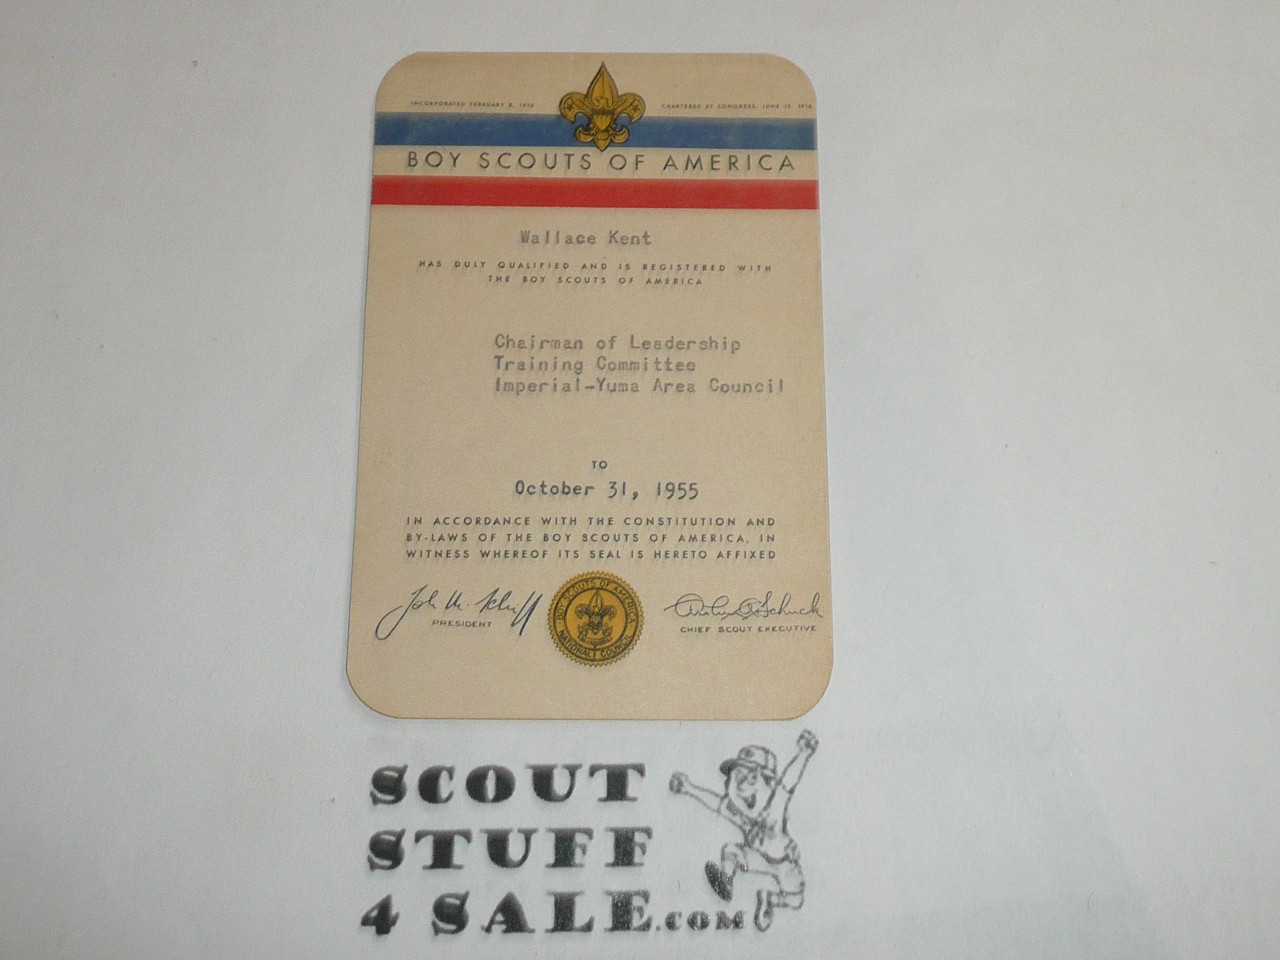 INCORPORATED FEBRUARY 8, 1910
CHARTERED BY CONGRESS, JUNE 15, 1916
BOY SCOUTS OF AMERICA
Wallace Kent
HAS DULY QUALIFIED AND IS REGISTERED WITH
THE BOY SCOUTS OF AMERICA
Chairman of Leadership
Training Committee
Imperial-Yuma Area Council
TO
October 31, 1955
IN ACCORDANCE WITH THE CONSTITUTION AND
BY-LAWS OF THE BOY SCOUTS OF AMERICA, IN
WITNESS WHEREOF ITS SEAL IS HERETO AFFIXED
John M. Schiff
PRESIDENT
BOY SCOUTS OF AMERICA
NATIONAL COUNCIL
Arthur A. Schuck
CHIEF SCOUT EXECUTIVE
SCOUT
STUFF
4 SALE.COM